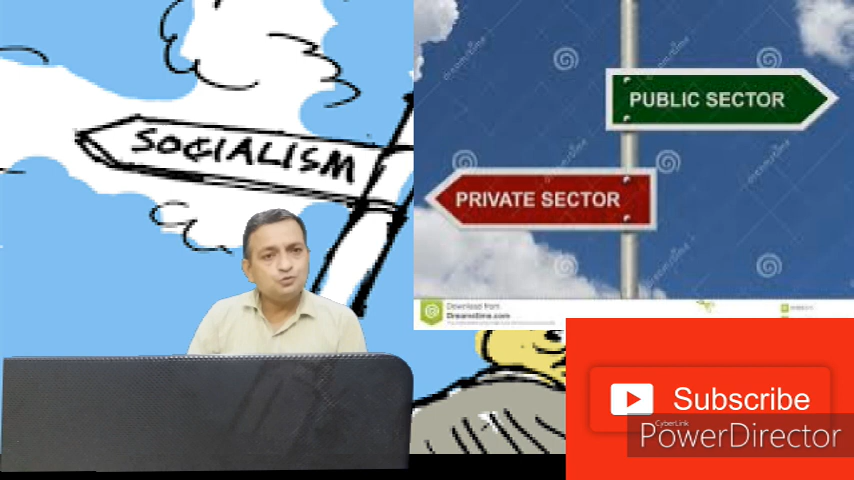 SOCIALISM
PUBLIC SECTOR
PRIVATE SECTOR
Download from
Dreamstime.com
Subscribe
CyberLink
PowerDirector